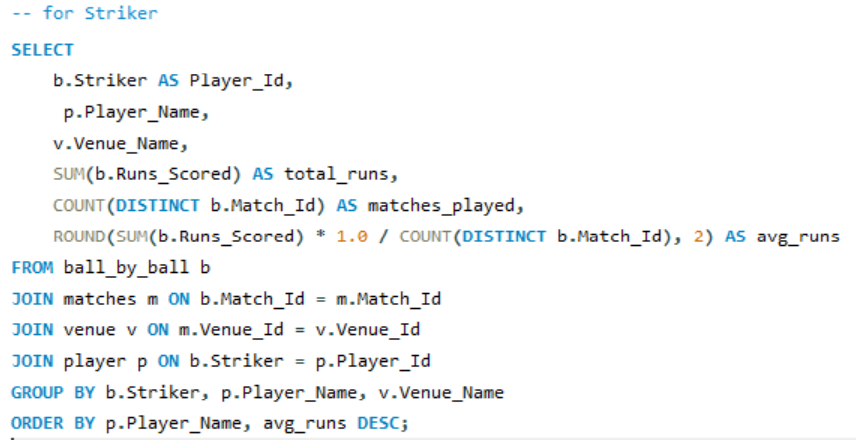 -- for Striker
SELECT
b.Striker AS Player_Id,
p.Player_Name,
v.Venue_Name,
SUM(b.Runs_Scored) AS total_runs,
COUNT(DISTINCT b.Match_Id) AS matches_played,
ROUND(SUM(b.Runs_Scored) * 1.0 / COUNT(DISTINCT b.Match_Id), 2) AS avg_runs
FROM ball_by_ball b
JOIN matches m ON b.Match_Id = m.Match_Id
JOIN venue v ON m.Venue_Id = v.Venue_Id
JOIN player p ON b.Striker = p.Player_Id
GROUP BY b.Striker, p.Player_Name, v.Venue_Name
ORDER BY p.Player_Name, avg_runs DESC;